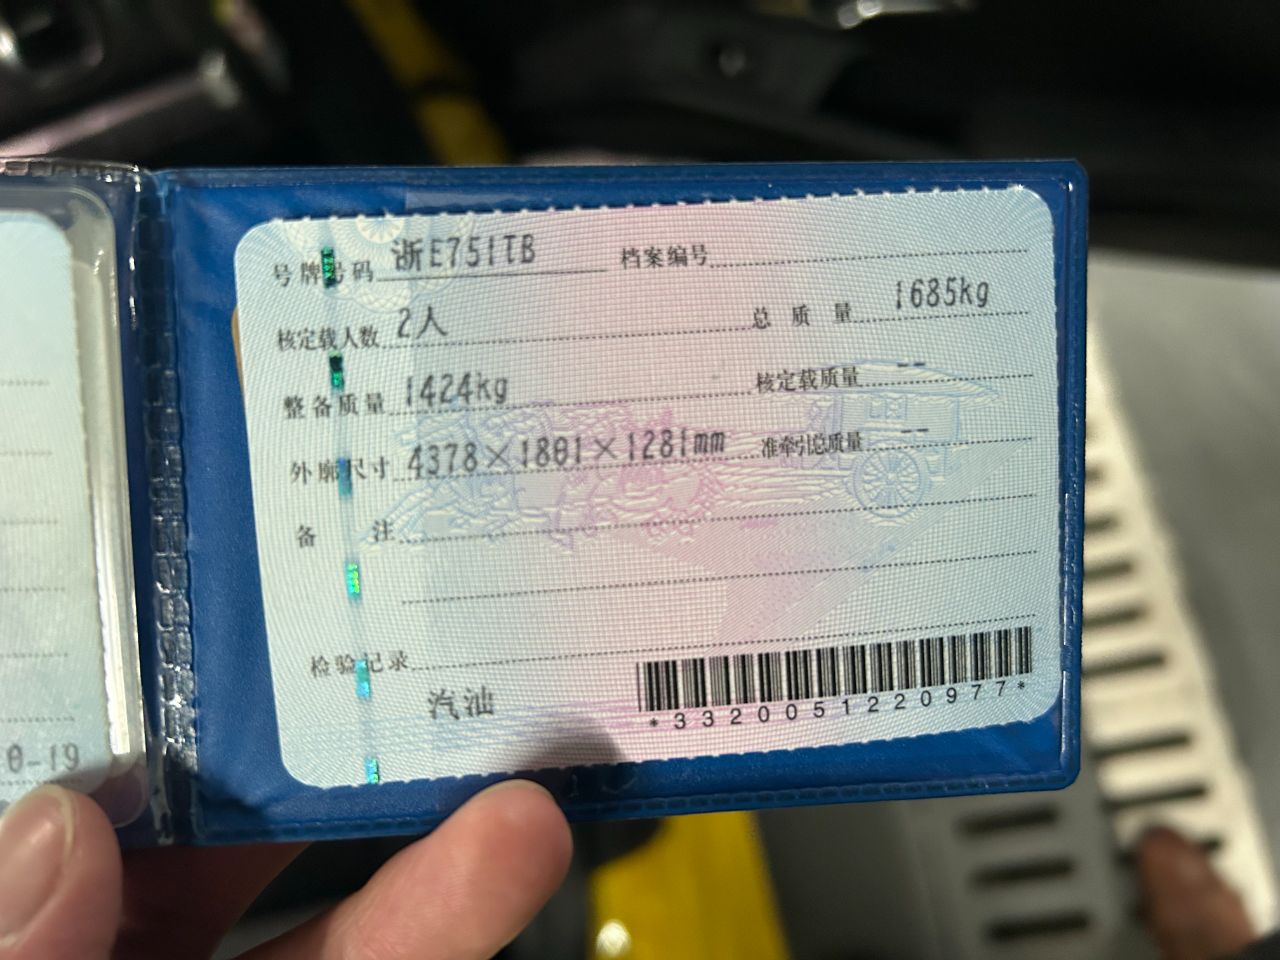 号牌号码 浙E751TB 档案编号
核定载人数 2人 总质量 1685kg
整备质量 1424kg 核定载质量 --
外廓尺寸 4378×1801×1281mm 准牵引总质量 --
备注
检验记录
汽油
*3320051220977*
0-19